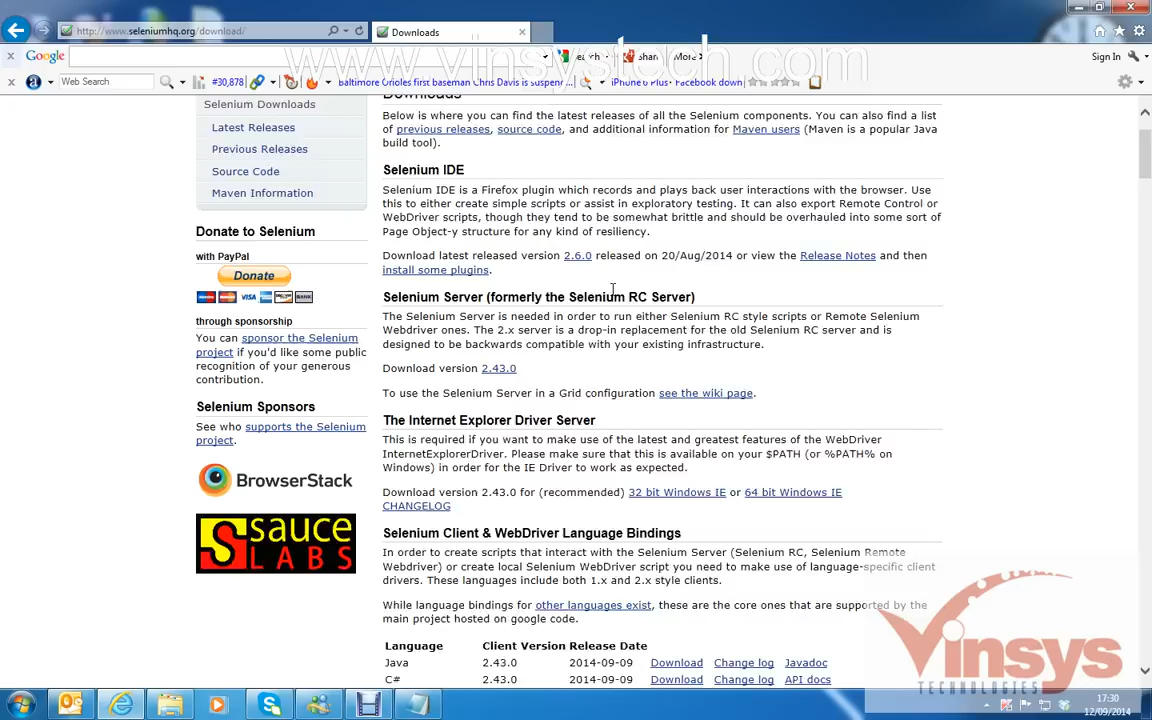 http://www.seleniumhq.org/download/
Downloads
www.vinsystech.com
Google
Search
Shar
More
Sign In
Web Search
#30,878
Baltimore Orioles first baseman Chris Davis is suspen...
iPhone 6 Plus
Facebook down
Downloads
Selenium Downloads
Latest Releases
Previous Releases
Source Code
Maven Information
Donate to Selenium
with PayPal
Donate
through sponsorship
You can sponsor the Selenium
project if you'd like some public
recognition of your generous
contribution.
Selenium Sponsors
See who supports the Selenium
project.
BrowserStack
SAUCE
LABS
Below is where you can find the latest releases of all the Selenium components. You can also find a list
of previous releases, source code, and additional information for Maven users (Maven is a popular Java
build tool).
Selenium IDE
Selenium IDE is a Firefox plugin which records and plays back user interactions with the browser. Use
this to either create simple scripts or assist in exploratory testing. It can also export Remote Control or
WebDriver scripts, though they tend to be somewhat brittle and should be overhauled into some sort of
Page Object-y structure for any kind of resiliency.
Download latest released version 2.6.0 released on 20/Aug/2014 or view the Release Notes and then
install some plugins.
Selenium Server (formerly the Selenium RC Server)
The Selenium Server is needed in order to run either Selenium RC style scripts or Remote Selenium
Webdriver ones. The 2.x server is a drop-in replacement for the old Selenium RC server and is
designed to be backwards compatible with your existing infrastructure.
Download version 2.43.0
To use the Selenium Server in a Grid configuration see the wiki page.
The Internet Explorer Driver Server
This is required if you want to make use of the latest and greatest features of the WebDriver
InternetExplorerDriver. Please make sure that this is available on your $PATH (or %PATH% on
Windows) in order for the IE Driver to work as expected.
Download version 2.43.0 for (recommended) 32 bit Windows IE or 64 bit Windows IE
CHANGELOG
Selenium Client & WebDriver Language Bindings
In order to create scripts that interact with the Selenium Server (Selenium RC, Selenium Remote
Webdriver) or create local Selenium WebDriver script you need to make use of language-specific client
drivers. These languages include both 1.x and 2.x style clients.
While language bindings for other languages exist, these are the core ones that are supported by the
main project hosted on google code.
Language Client Version Release Date
Java 2.43.0 2014-09-09 Download Change log Javadoc
C# 2.43.0 2014-09-09 Download Change log API docs
Vinsys
TECHNOLOGIES
17:30
12/09/2014